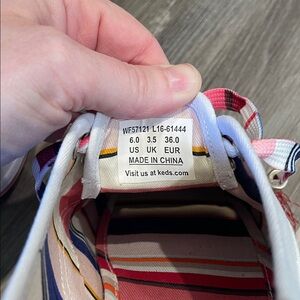 WF57121 L16-61444
6.0 3.5 36.0
US UK EUR
MADE IN CHINA
Visit us at keds.com